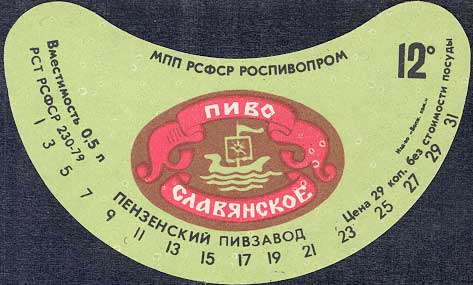 МПП РСФСР РОСПИВОПРОМ
12°
Вместимость 0,5 л
РСТ РСФСР 230-79
ПИВО
СЛАВЯНСКОЕ
ПЕНЗЕНСКИЙ ПИВЗАВОД
Цена 29 коп. без стоимости посуды
1 3 5 7 9 11 13 15 17 19 21 23 25 27 29 31